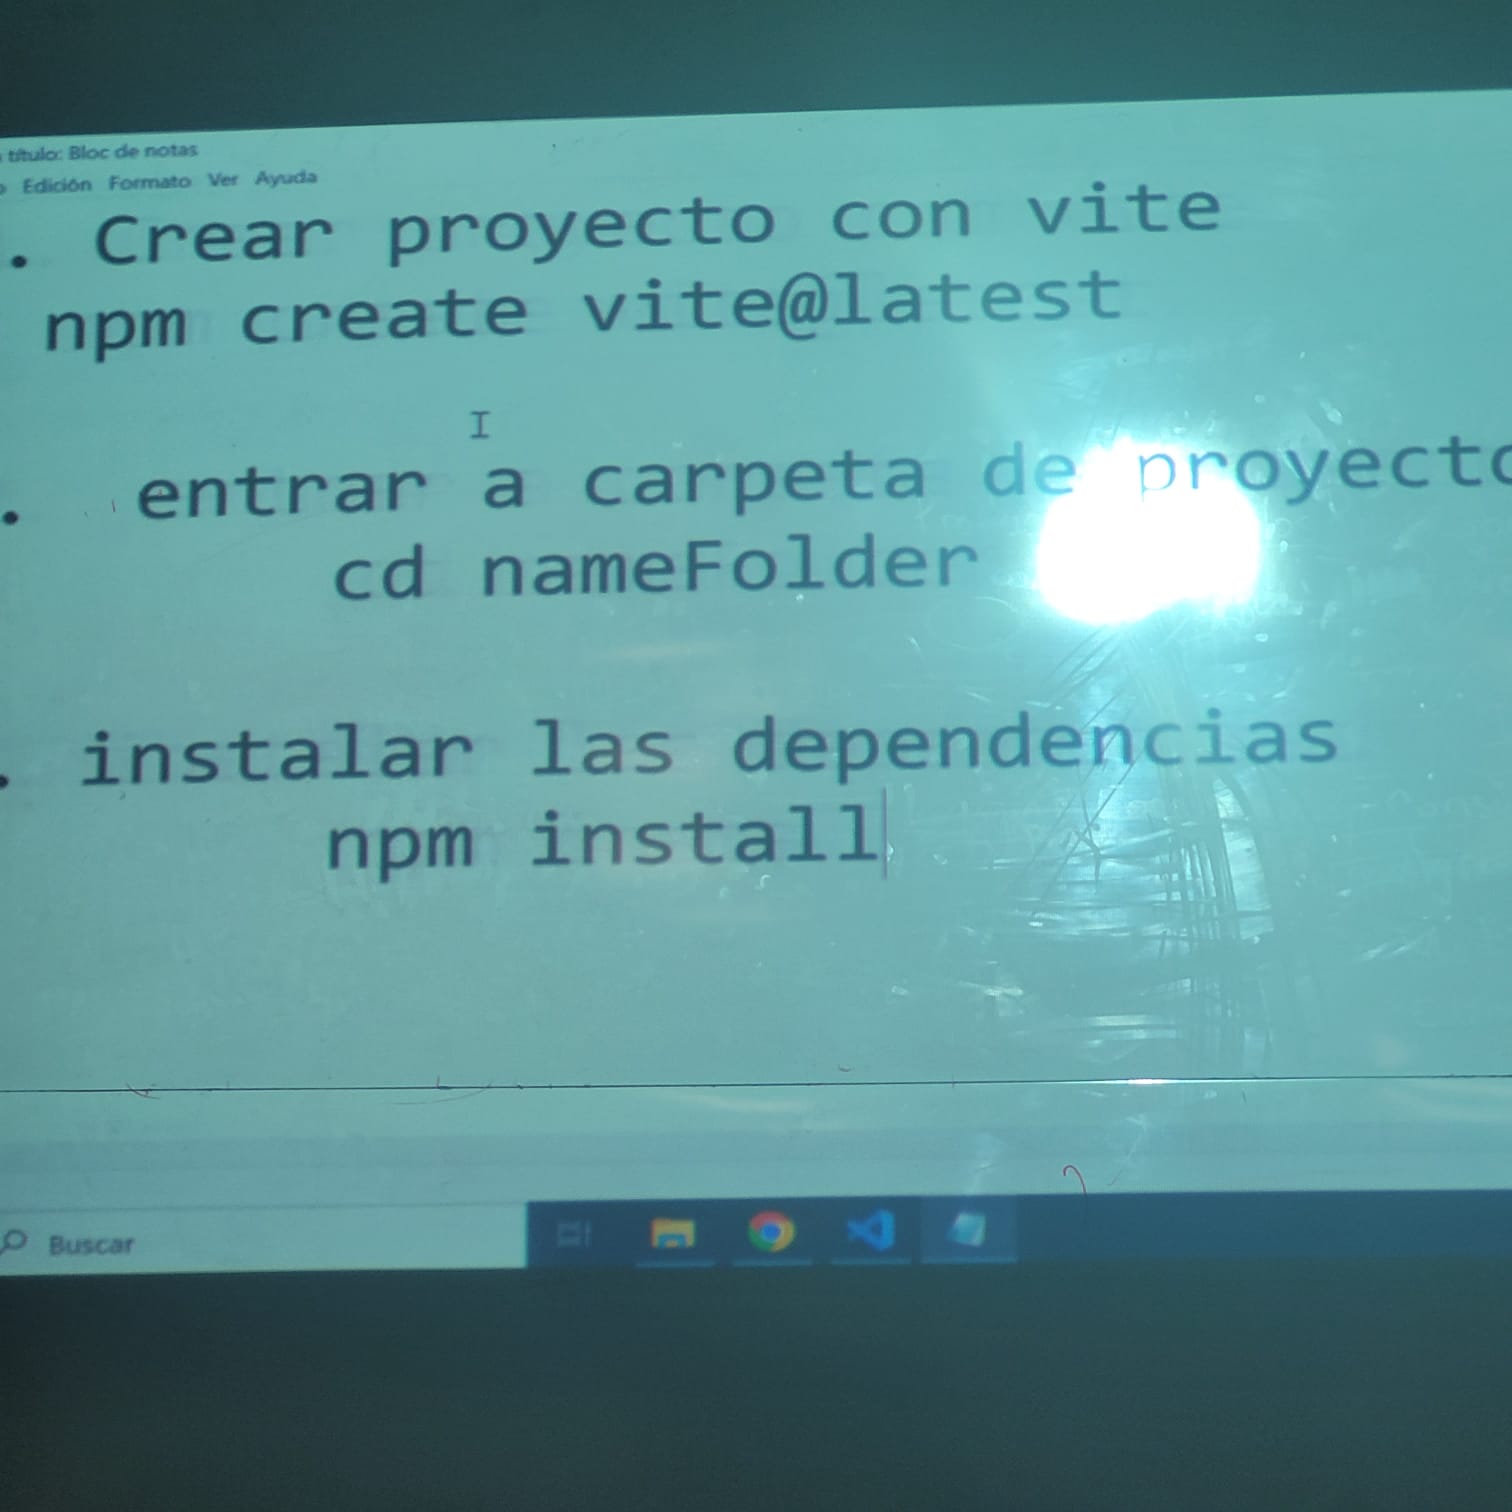 título: Bloc de notas
Edición Formato Ver Ayuda
. Crear proyecto con vite
npm create vite@latest
. entrar a carpeta de proyecto
cd nameFolder
. instalar las dependencias
npm install
Buscar